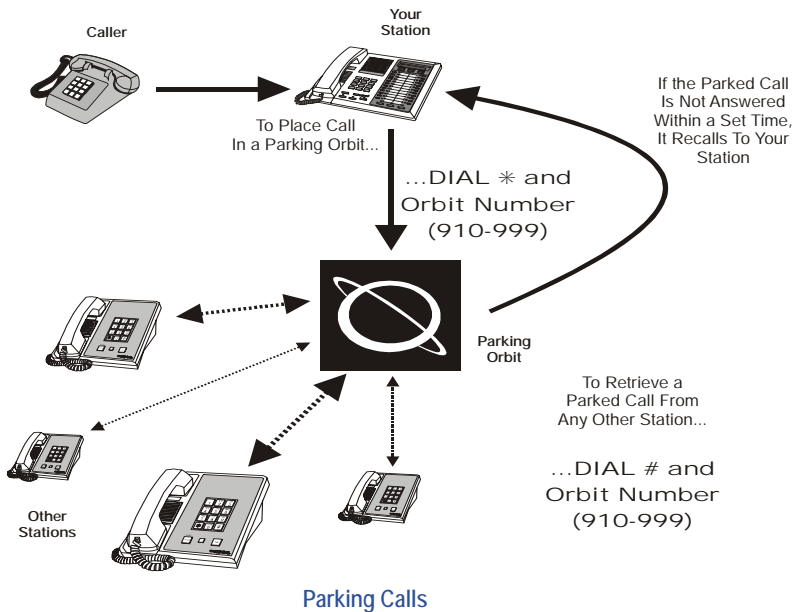 Caller
Your
Station
If the Parked Call
Is Not Answered
Within a Set Time,
It Recalls To Your
Station
To Place Call
In a Parking Orbit...
...DIAL ✳ and
Orbit Number
(910-999)
Parking
Orbit
To Retrieve a
Parked Call From
Any Other Station...
...DIAL # and
Orbit Number
(910-999)
Other
Stations
Parking Calls